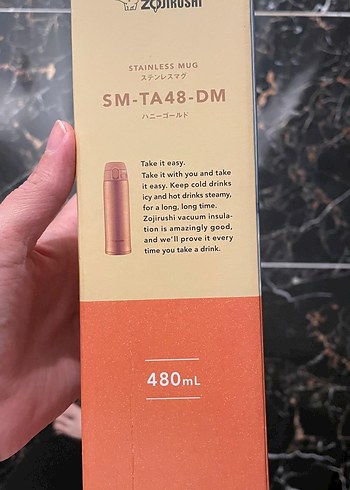 ZOJIRUSHI
STAINLESS MUG
ステンレスマグ
SM-TA48-DM
ハニーゴールド
Take it easy.
Take it with you and take
it easy. Keep cold drinks
icy and hot drinks steamy,
for a long, long time.
Zojirushi vacuum insula-
tion is amazingly good,
and we'll prove it every
time you take a drink.
480mL